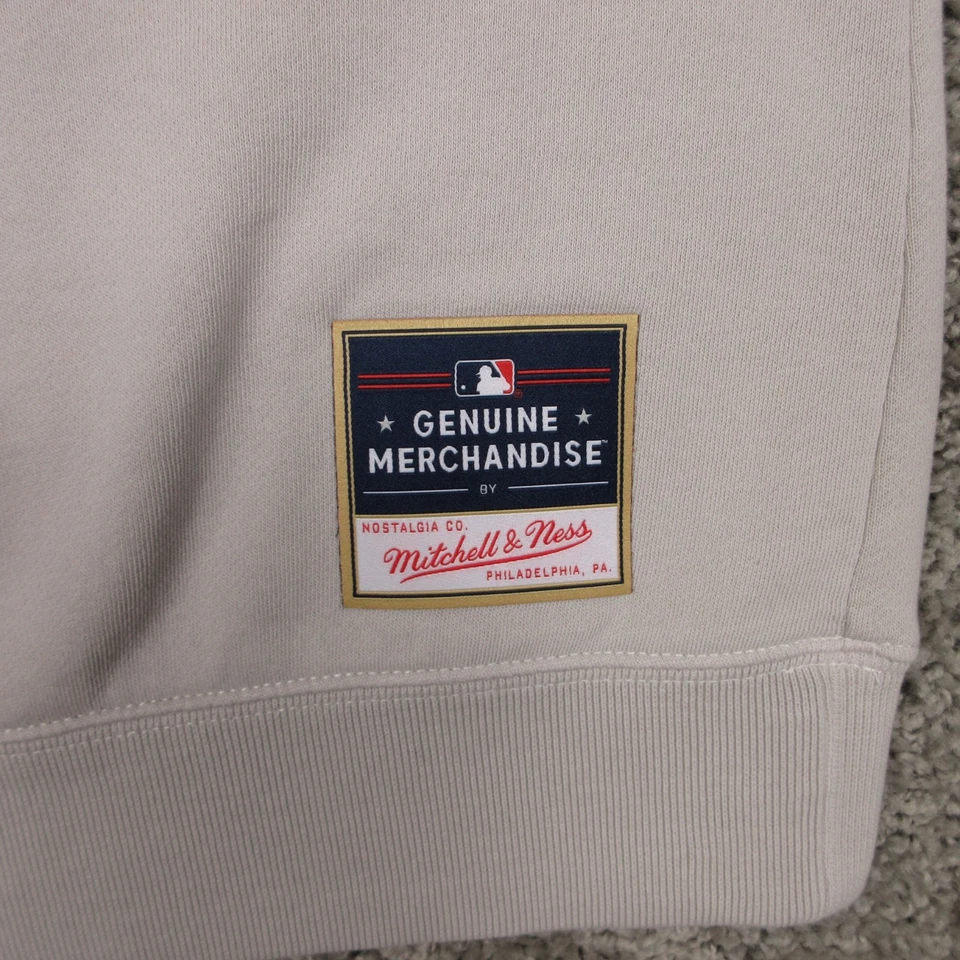 GENUINE
MERCHANDISE™
BY
NOSTALGIA CO.
Mitchell & Ness
PHILADELPHIA, PA.